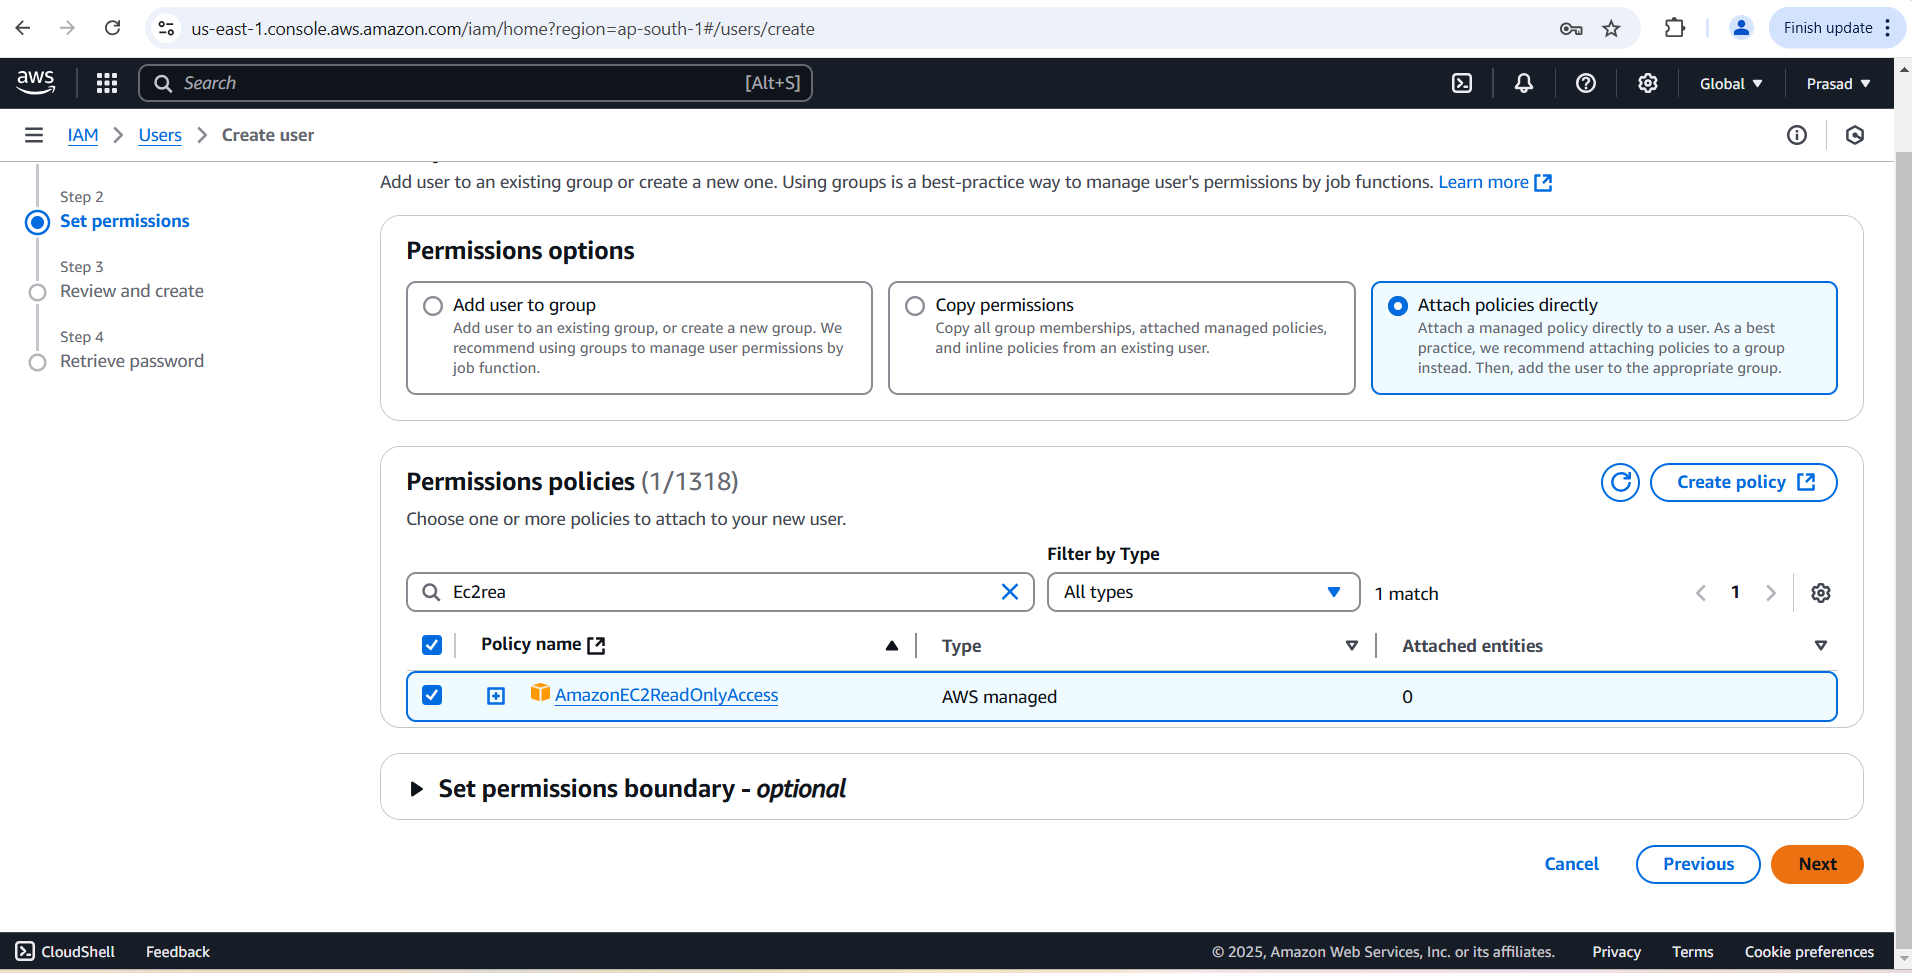 us-east-1.console.aws.amazon.com/iam/home?region=ap-south-1#/users/create
Finish update
aws
Search
[Alt+S]
Global
Prasad
IAM
Users
Create user
Step 2
Set permissions
Step 3
Review and create
Step 4
Retrieve password
Add user to an existing group or create a new one. Using groups is a best-practice way to manage user's permissions by job functions. Learn more
Permissions options
Add user to group
Add user to an existing group, or create a new group. We
recommend using groups to manage user permissions by
job function.
Copy permissions
Copy all group memberships, attached managed policies,
and inline policies from an existing user.
Attach policies directly
Attach a managed policy directly to a user. As a best
practice, we recommend attaching policies to a group
instead. Then, add the user to the appropriate group.
Permissions policies (1/1318)
Create policy
Choose one or more policies to attach to your new user.
Filter by Type
Ec2rea
All types
1 match
1
Policy name
Type
Attached entities
AmazonEC2ReadOnlyAccess
AWS managed
0
Set permissions boundary - optional
Cancel
Previous
Next
CloudShell
Feedback
© 2025, Amazon Web Services, Inc. or its affiliates.
Privacy
Terms
Cookie preferences